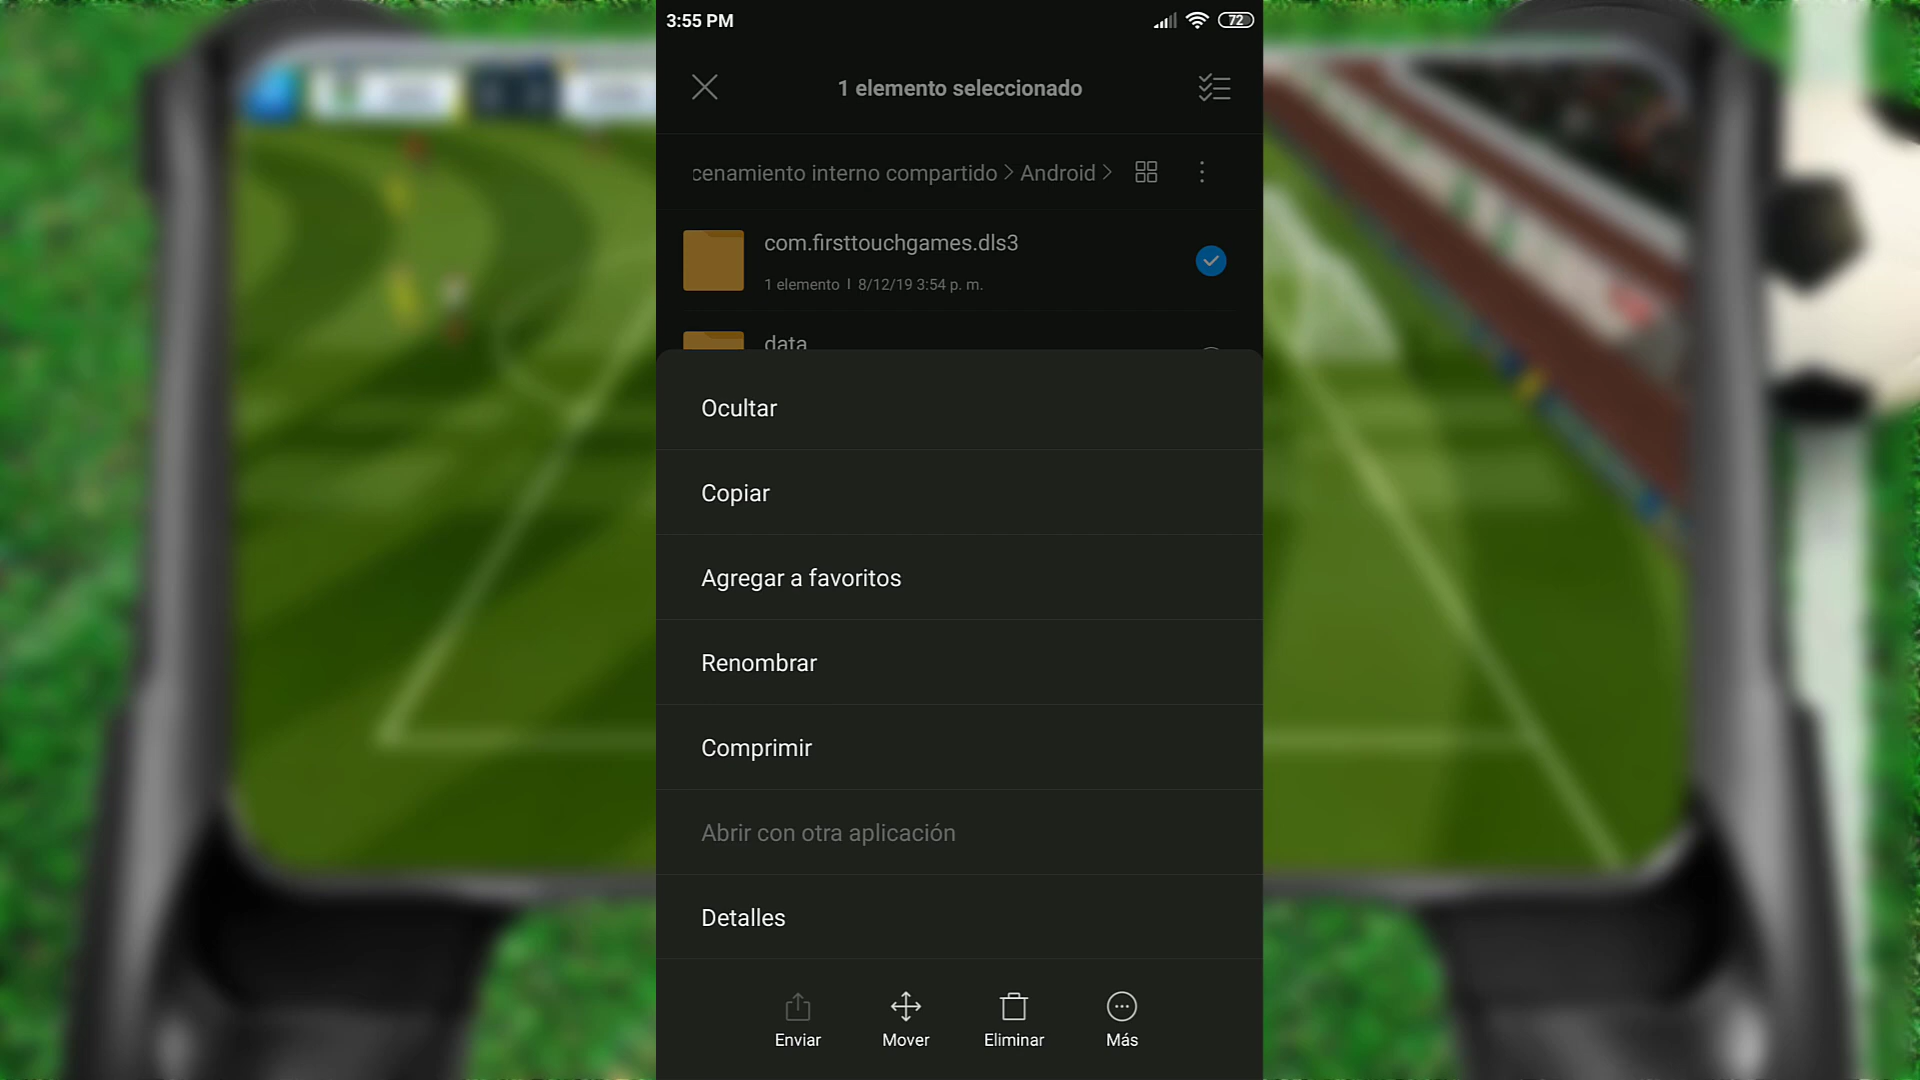 3:55 PM
72
1 elemento seleccionado
cenamiento interno compartido > Android >
com.firsttouchgames.dls3
1 elemento | 8/12/19 3:54 p. m.
data
Ocultar
Copiar
Agregar a favoritos
Renombrar
Comprimir
Abrir con otra aplicación
Detalles
Enviar
Mover
Eliminar
Más